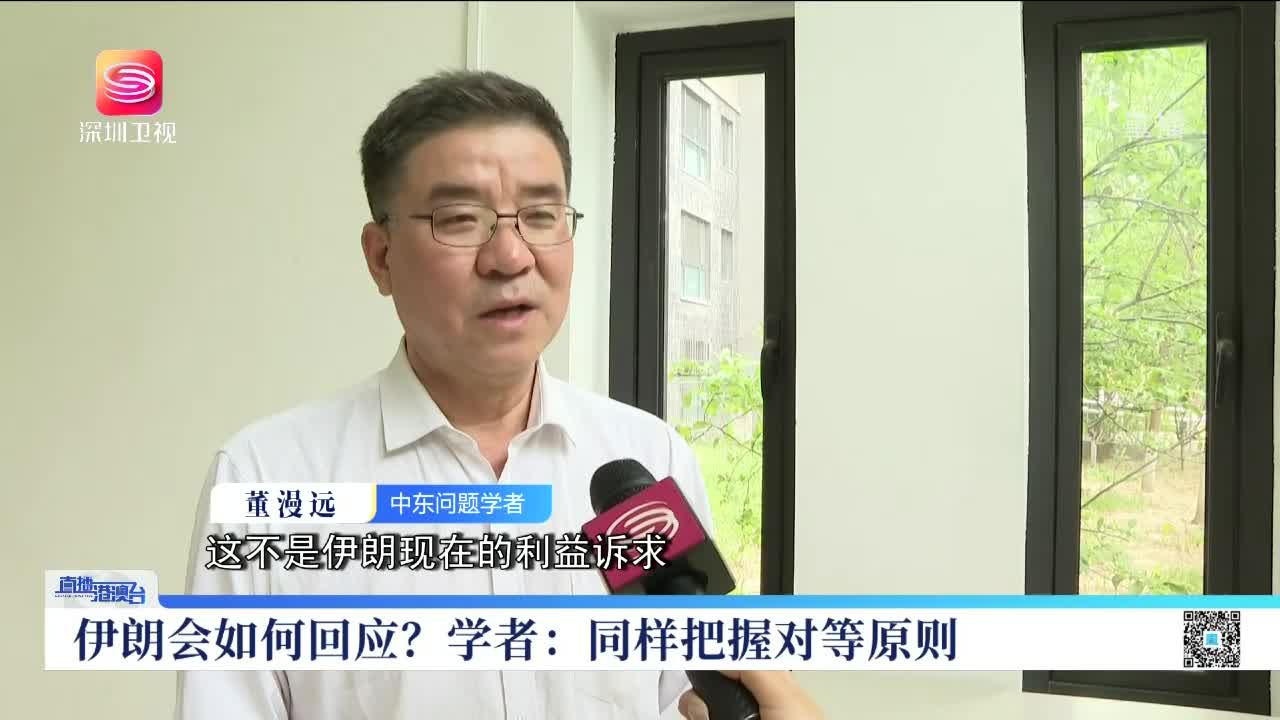 深圳卫视
董漫远
中东问题学者
这不是伊朗现在的利益诉求
直播港澳台
伊朗会如何回应？学者：同样把握对等原则